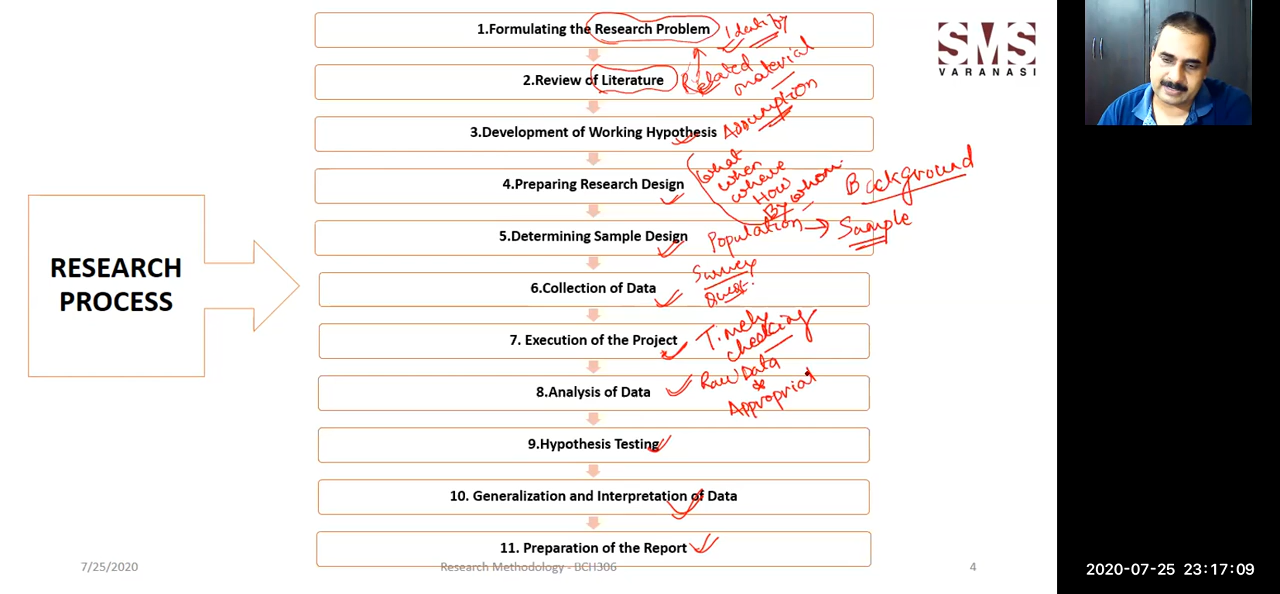 1.Formulating the Research Problem
Identify
SMS
VARANASI
2.Review of Literature
Related
material
3.Development of Working Hypothesis
Assumption
4.Preparing Research Design
What
When
where
How
By whom
Background
5.Determining Sample Design
Population → Sample
RESEARCH
PROCESS
6.Collection of Data
Survey
Quest.
7. Execution of the Project
Timely
checking
8.Analysis of Data
Raw Data
Appropriat
9.Hypothesis Testing
10. Generalization and Interpretation of Data
11. Preparation of the Report
7/25/2020
Research Methodology - BCH306
4
2020-07-25 23:17:09